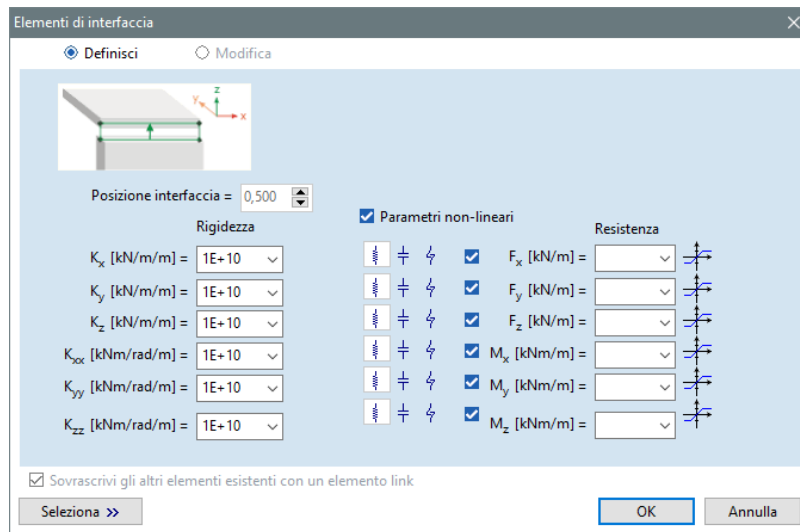 Elementi di interfaccia
Definisci Modifica
z
y
x
Posizione interfaccia = 0,500
Parametri non-lineari
Rigidezza Resistenza
Kx [kN/m/m] = 1E+10 Fx [kN/m] =
Ky [kN/m/m] = 1E+10 Fy [kN/m] =
Kz [kN/m/m] = 1E+10 Fz [kN/m] =
Kxx [kNm/rad/m] = 1E+10 Mx [kNm/m] =
Kyy [kNm/rad/m] = 1E+10 My [kNm/m] =
Kzz [kNm/rad/m] = 1E+10 Mz [kNm/m] =
Sovrascrivi gli altri elementi esistenti con un elemento link
Seleziona >> OK Annulla